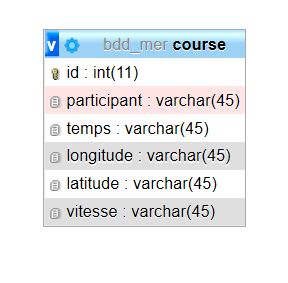 v bdd_mer course
id : int(11)
participant : varchar(45)
temps : varchar(45)
longitude : varchar(45)
latitude : varchar(45)
vitesse : varchar(45)